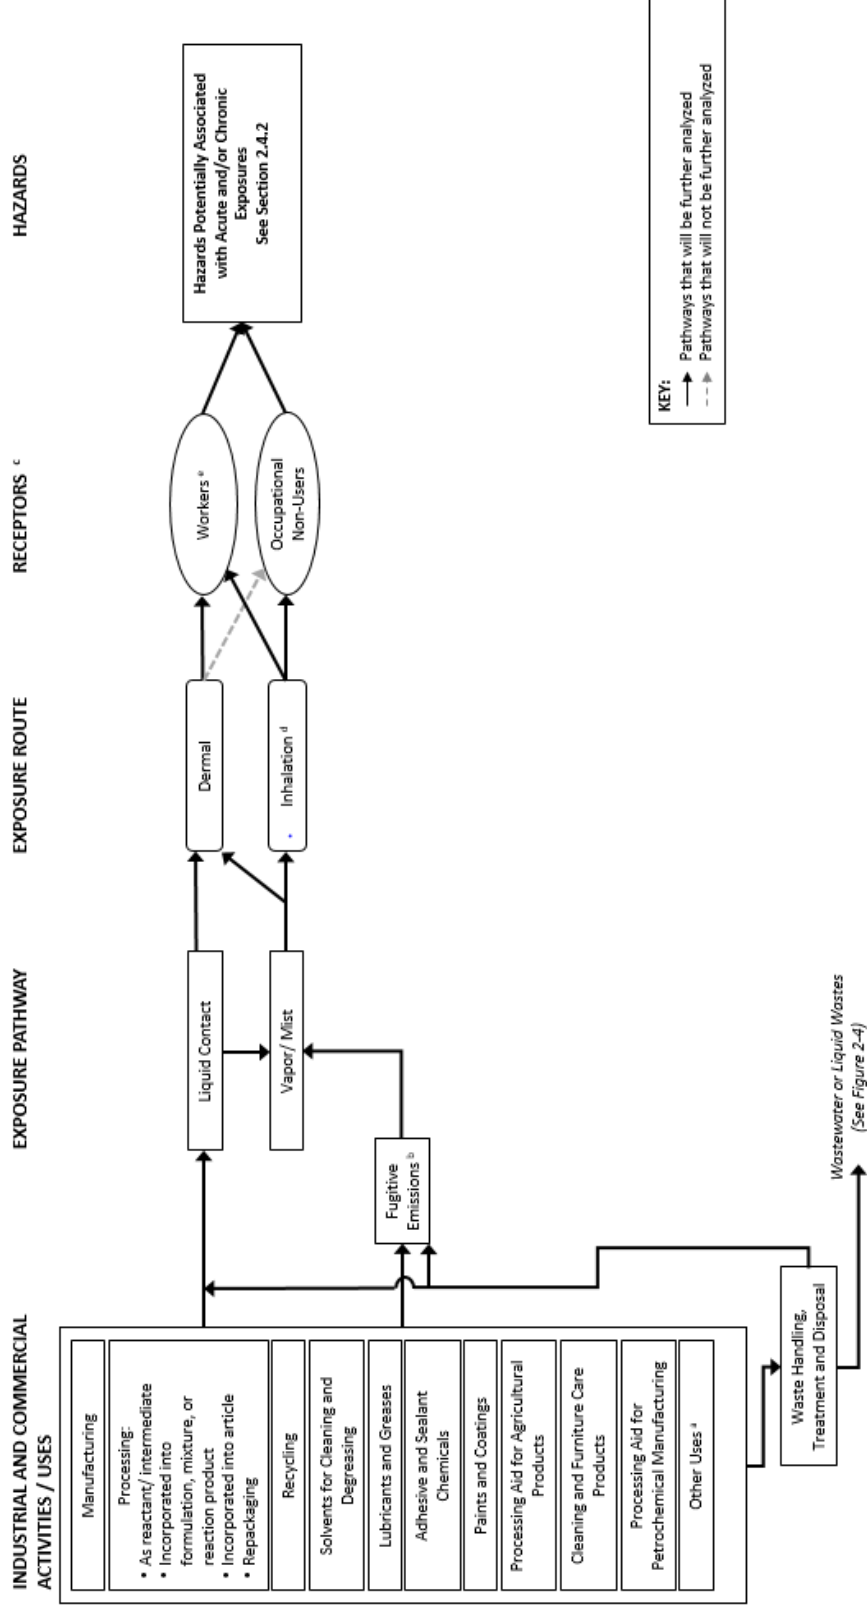 INDUSTRIAL AND COMMERCIAL
ACTIVITIES / USES
EXPOSURE PATHWAY
EXPOSURE ROUTE
RECEPTORS c
HAZARDS
Manufacturing
Processing:
• As reactant/ intermediate
• Incorporated into
formulation, mixture, or
reaction product
• Incorporated into article
• Repackaging
Recycling
Solvents for Cleaning and
Degreasing
Lubricants and Greases
Adhesive and Sealant
Chemicals
Paints and Coatings
Processing Aid for Agricultural
Products
Cleaning and Furniture Care
Products
Processing Aid for
Petrochemical Manufacturing
Other Uses a
Waste Handling,
Treatment and Disposal
Fugitive
Emissions b
Liquid Contact
Vapor/ Mist
Wastewater or Liquid Wastes
(See Figure 2-4)
Dermal
Inhalation d
Workers e
Occupational
Non-Users
Hazards Potentially Associated
with Acute and/or Chronic
Exposures
See Section 2.4.2
KEY:
Pathways that will be further analyzed
Pathways that will not be further analyzed